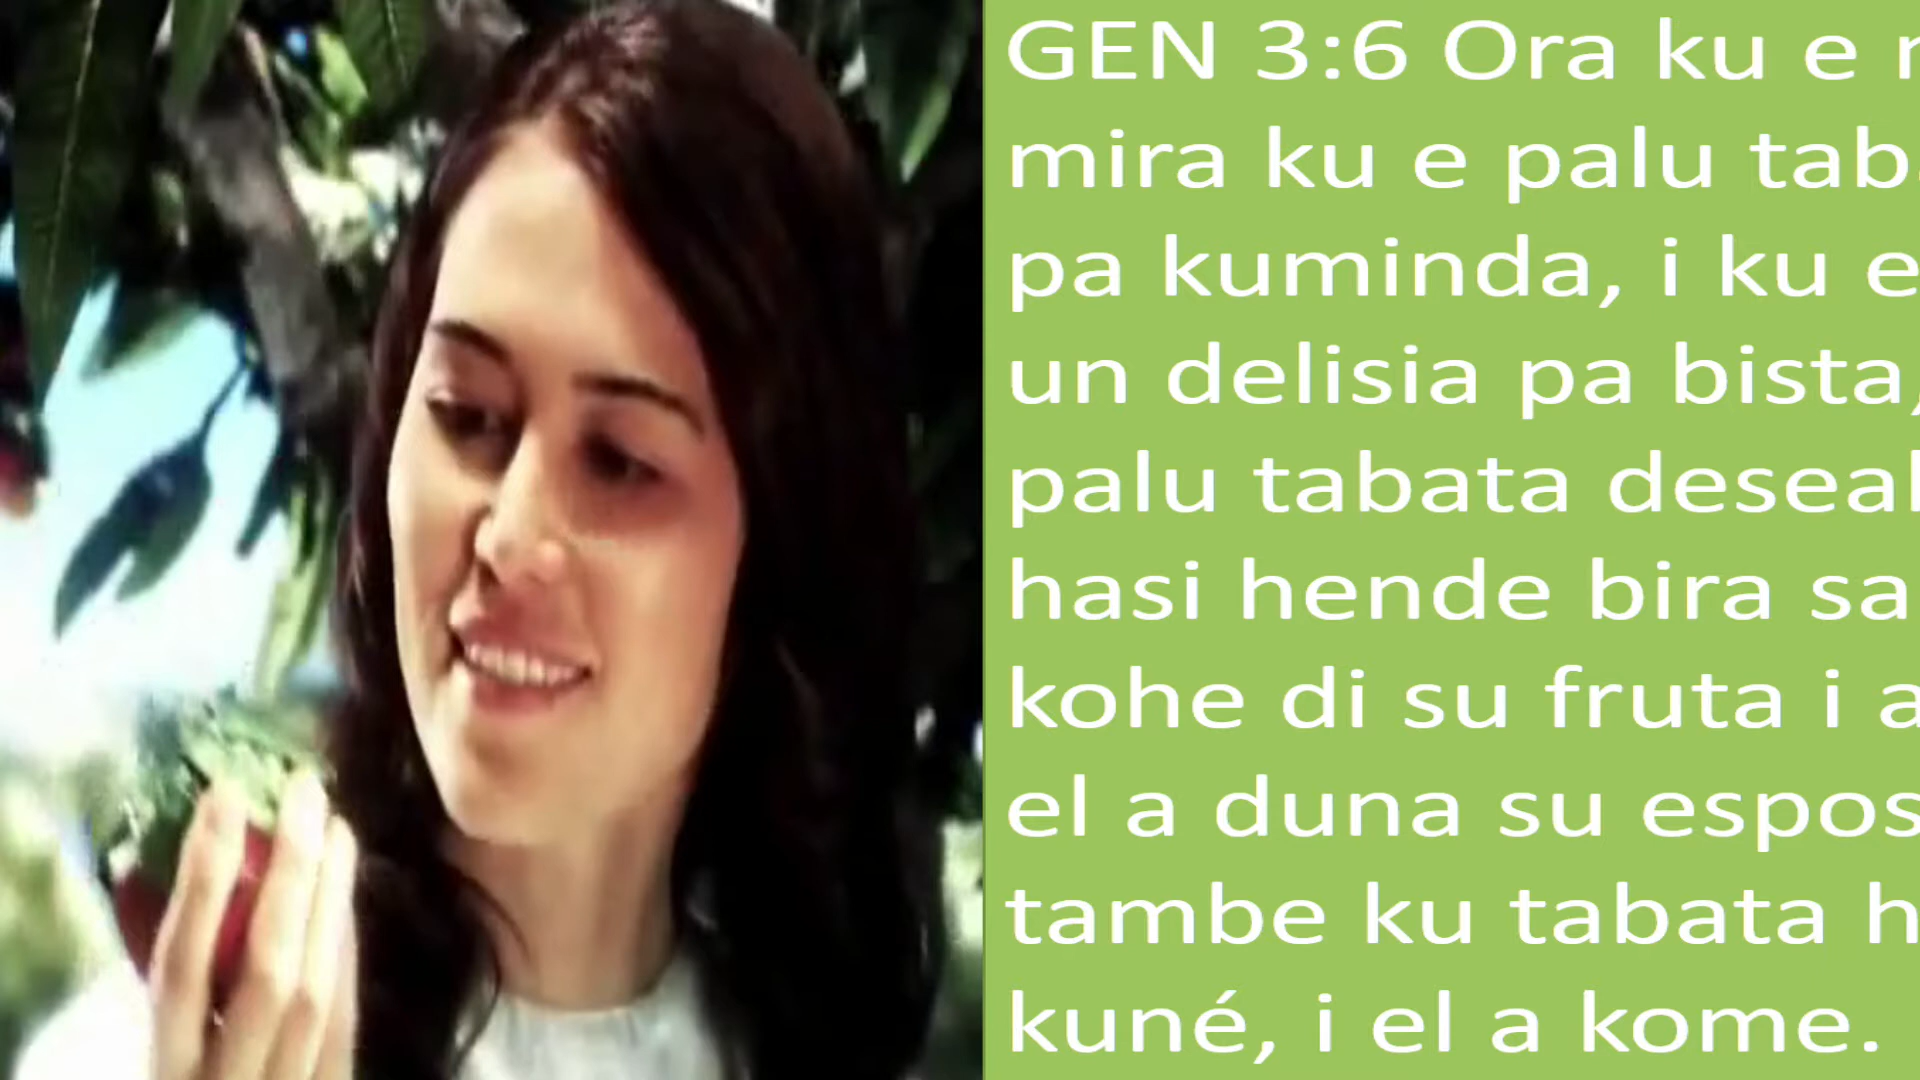 GEN 3:6 Ora ku e
mira ku e palu
pa kuminda, i ku e
un delisia pa bista,
palu tabata
hasi hende bira
kohe di su fruta i a
el a duna su
tambe ku tabata
kuné, i el a kome.